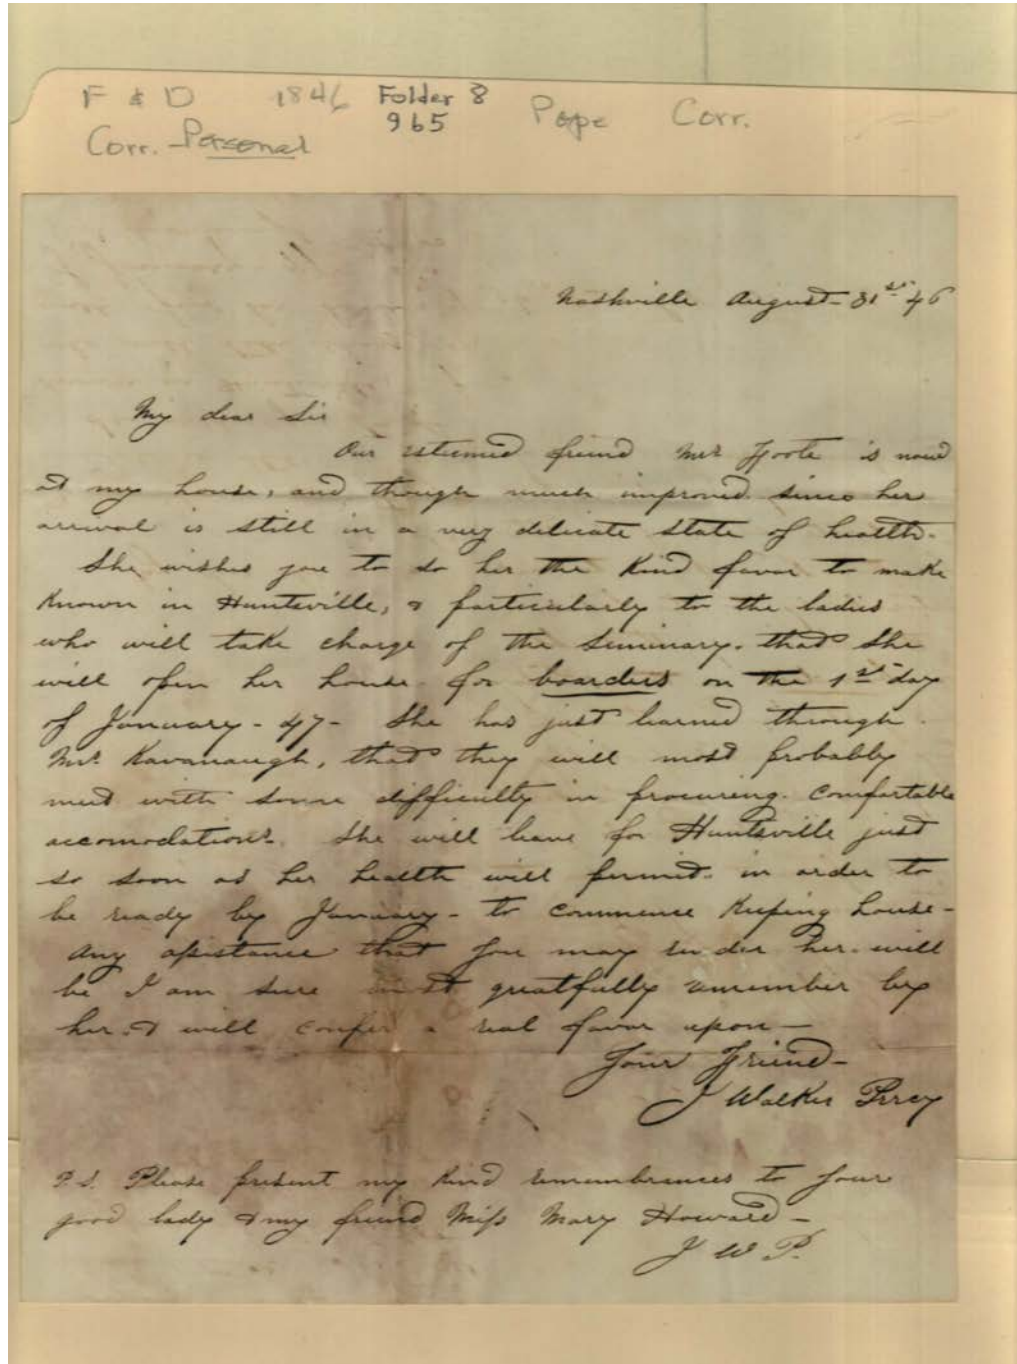 F & D 1846 Folder 8 Pope Corr.
965
Corr. Personal
Nashville August 31st 46
My dear Sir
Our esteemed friend Mrs Foote is now
at my house, and though much improved since her
arrival is still in a very delicate state of health.
She wishes you to do her the kind favor to make
known in Huntsville, & particularly to the ladies
who will take charge of the Seminary. that she
will open her house for boarders on the 1st day
of January - 47 - She has just learned through
Mr. Kavanaugh, that they will most probably
meet with some difficulty in procuring comfortable
accomodations. She will leave for Huntsville just
so soon as her health will permit. in order to
be ready by January - to commence keeping house -
Any assistance that you may render her. will
be I am sure most greatfully remember by
her. & will confer a real favor upon —
Your Friend -
J Walker Percy
P.S. Please present my kind remembrances to your
good lady & my friend Miss Mary Howard -
J W P.